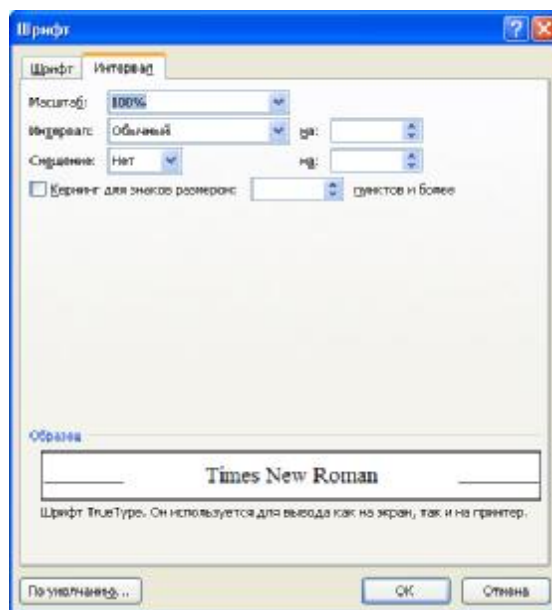 Шрифт
Шрифт Интервал
Масштаб: 100%
Интервал: Обычный на:
Смещение: Нет на:
Кернинг для знаков размером: пунктов и более
Образец
Times New Roman
Шрифт TrueType. Он используется для вывода как на экран, так и на принтер.
По умолчанию... ОК Отмена